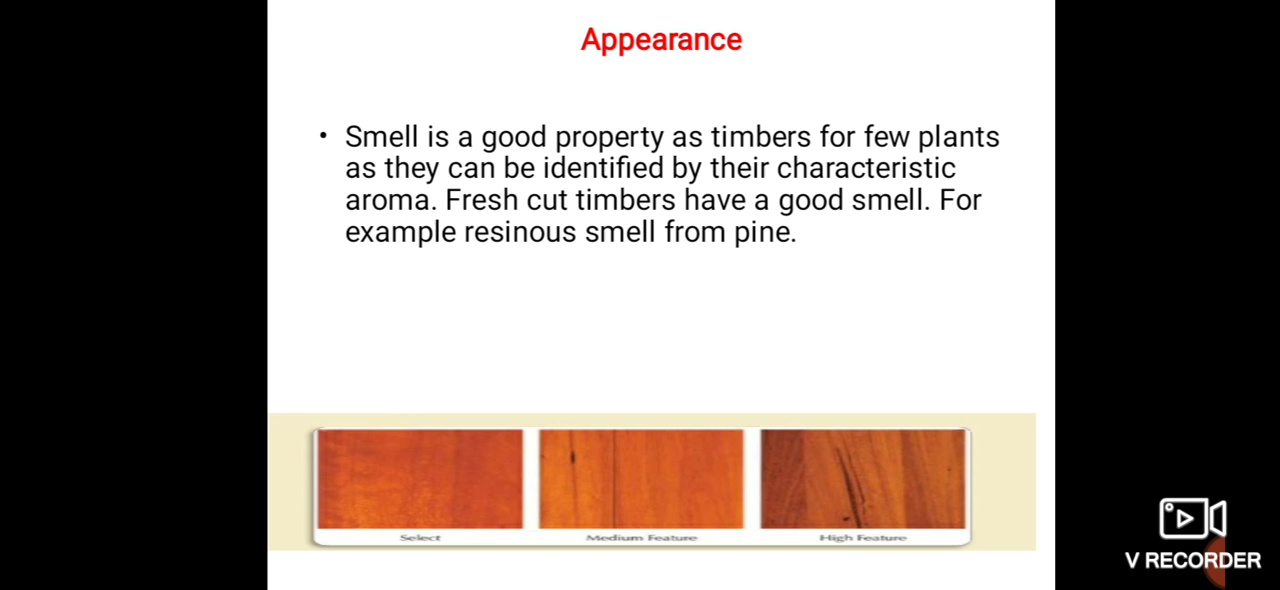 Appearance
• Smell is a good property as timbers for few plants
as they can be identified by their characteristic
aroma. Fresh cut timbers have a good smell. For
example resinous smell from pine.
Select
Medium Feature
High Feature
V RECORDER